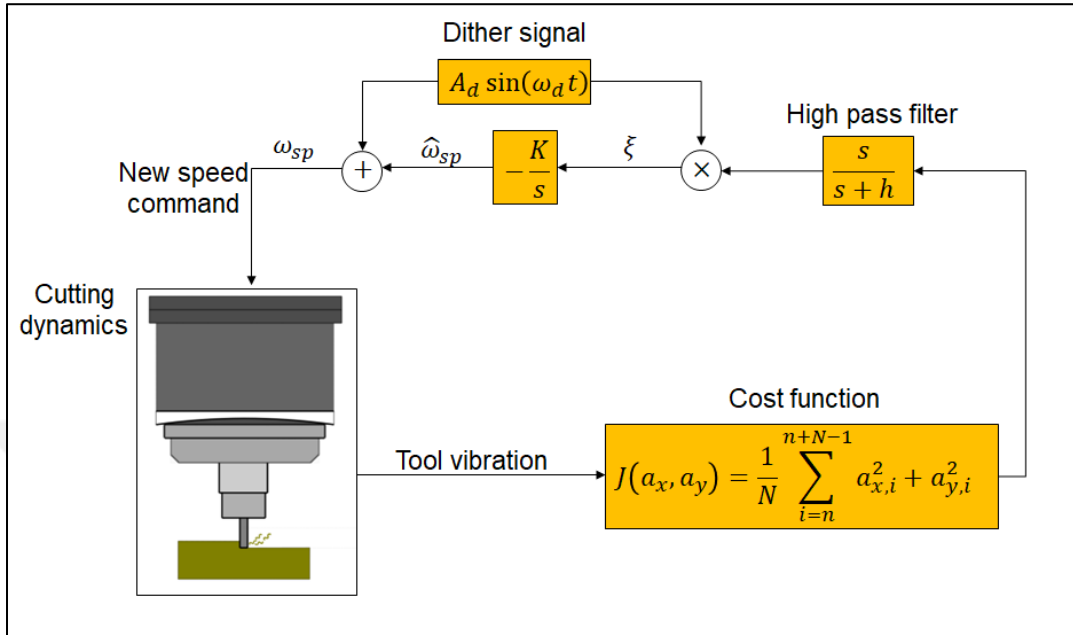 Dither signal
A_d sin(ω_d t)
High pass filter
ω_sp
ω̂_sp
ξ
New speed
command
+
-K/s
×
s/(s + h)
Cutting
dynamics
Cost function
Tool vibration
J(a_x, a_y) = 1/N ∑_{i=n}^{n+N−1} a_{x,i}^2 + a_{y,i}^2